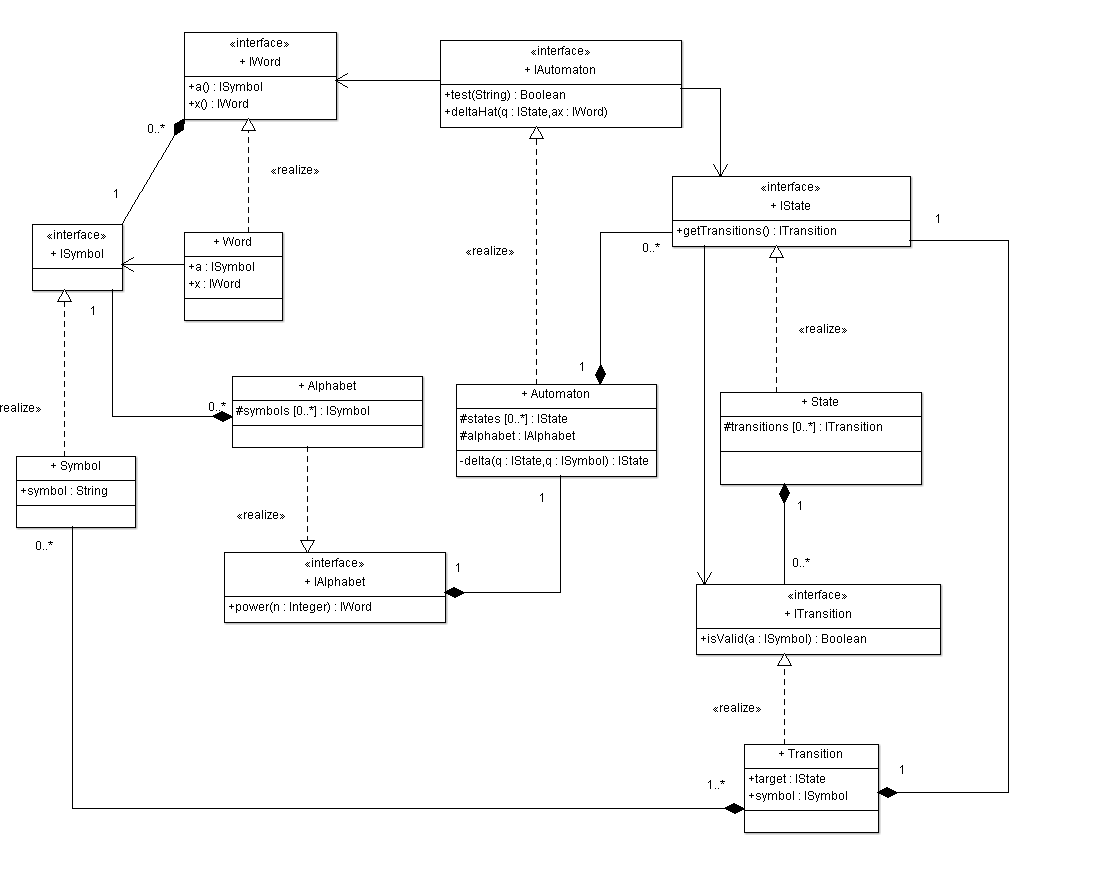 «interface»
+ IWord
+a() : ISymbol
+x() : IWord
«interface»
+ IAutomaton
+test(String) : Boolean
+deltaHat(q : IState,ax : IWord)
0..*
«realize»
1
«interface»
+ IState
+getTransitions() : ITransition
1
0..*
«interface»
+ ISymbol
1
+ Word
+a : ISymbol
+x : IWord
«realize»
«realize»
1
+ Alphabet
#symbols [0..*] : ISymbol
0..*
+ Automaton
#states [0..*] : IState
#alphabet : IAlphabet
-delta(q : IState,q : ISymbol) : IState
1
+ State
#transitions [0..*] : ITransition
1
0..*
realize»
+ Symbol
+symbol : String
0..*
«realize»
«interface»
+ IAlphabet
+power(n : Integer) : IWord
1
«interface»
+ ITransition
+isValid(a : ISymbol) : Boolean
«realize»
+ Transition
+target : IState
+symbol : ISymbol
1
1..*